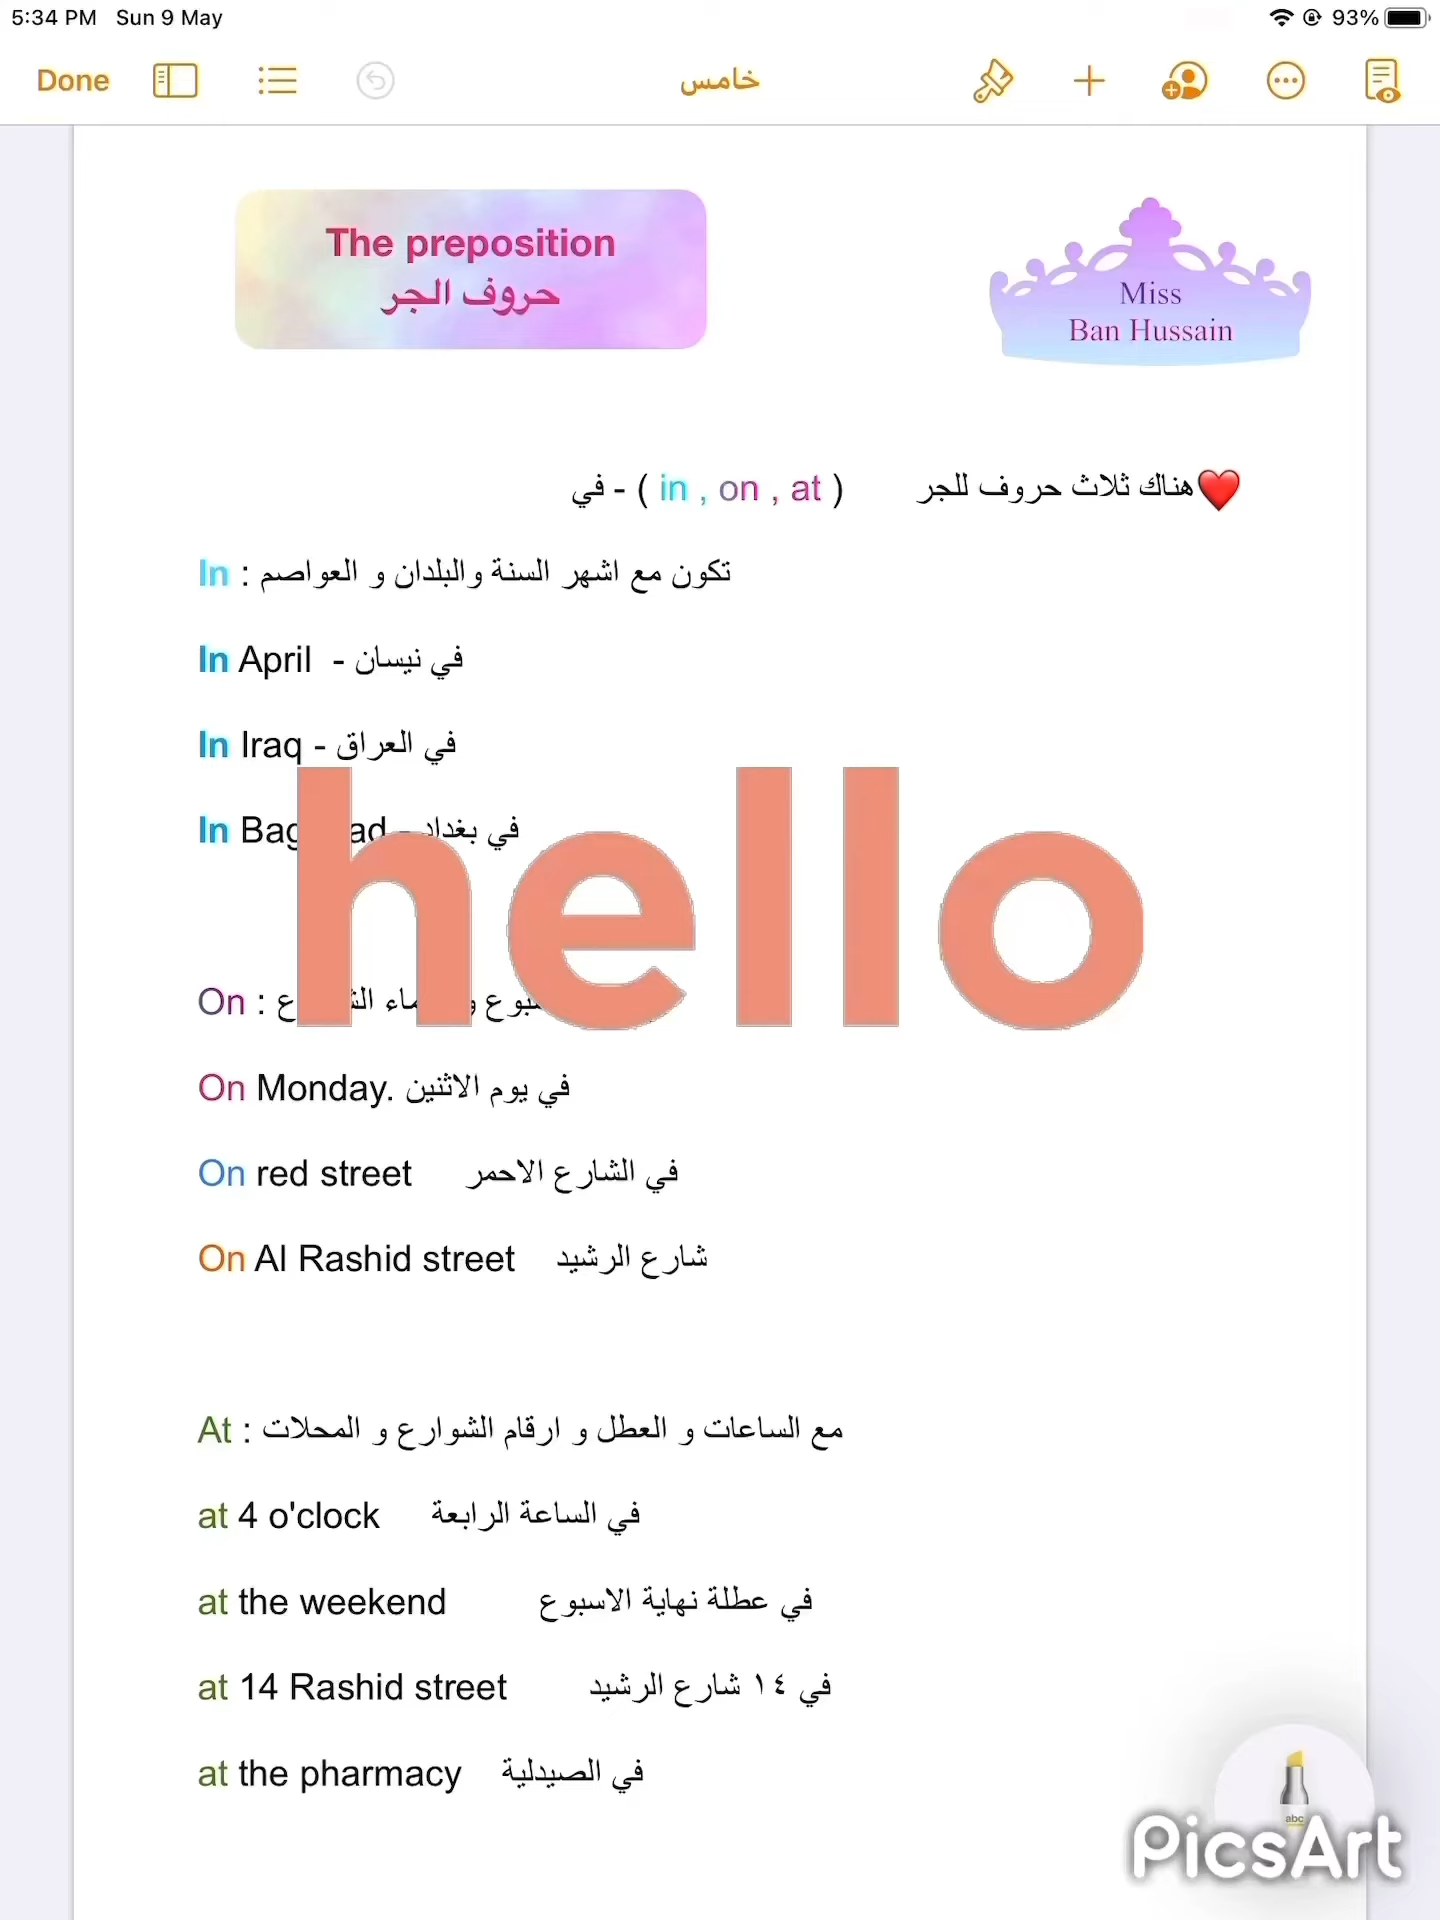 5:34 PM Sun 9 May 93%
Done خامس
The preposition
حروف الجر
Miss
Ban Hussain
هناك ثلاث حروف للجر ( in , on , at ) - في
In : تكون مع اشهر السنة والبلدان و العواصم
In April - في نيسان
In Iraq - في العراق
In في بغداد -
hello
On :
On Monday. في يوم الاثنين
On red street في الشارع الاحمر
On Al Rashid street شارع الرشيد
At : مع الساعات و العطل و ارقام الشوارع و المحلات
at 4 o'clock في الساعة الرابعة
at the weekend في عطلة نهاية الاسبوع
at 14 Rashid street في ١٤ شارع الرشيد
at the pharmacy في الصيدلية
abc
PicsArt